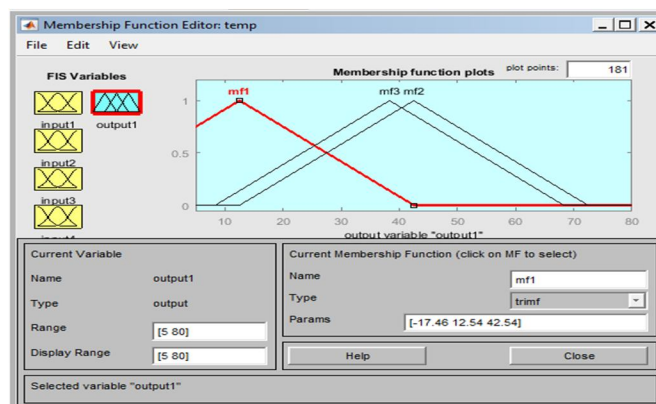 Membership Function Editor: temp
File Edit View
FIS Variables
Membership function plots
plot points: 181
input1 output1
input2
input3
mf1
mf3 mf2
1
0.5
0
10 20 30 40 50 60 70 80
output variable "output1"
Current Variable
Name output1
Type output
Range [5 80]
Display Range [5 80]
Current Membership Function (click on MF to select)
Name mf1
Type trimf
Params [-17.46 12.54 42.54]
Help Close
Selected variable "output1"